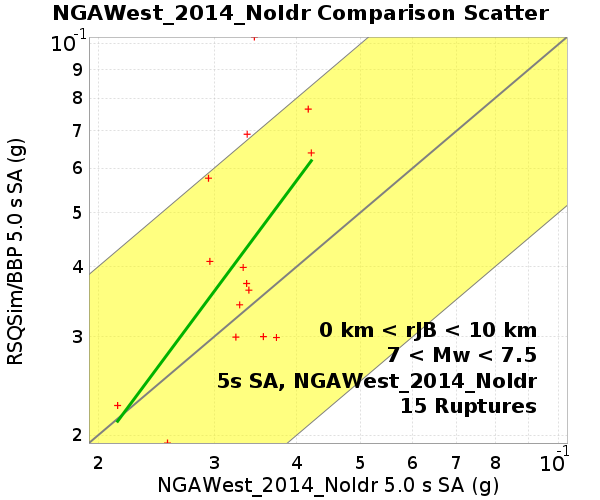 NGAWest_2014_NoIdr Comparison Scatter
10-1
9
8
7
6
5
4
3
2
RSQSim/BBP 5.0 s SA (g)
0 km < rJB < 10 km
7 < Mw < 7.5
5s SA, NGAWest_2014_NoIdr
15 Ruptures
2 3 4 5 6 7 8 10-1
NGAWest_2014_NoIdr 5.0 s SA (g)